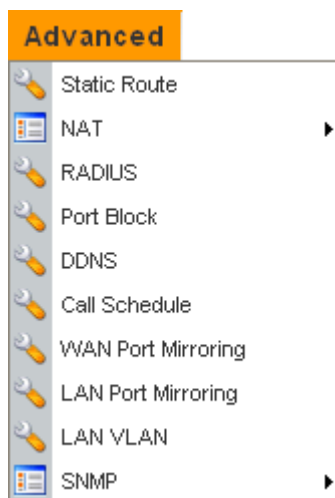 Advanced
Static Route
NAT
RADIUS
Port Block
DDNS
Call Schedule
WAN Port Mirroring
LAN Port Mirroring
LAN VLAN
SNMP